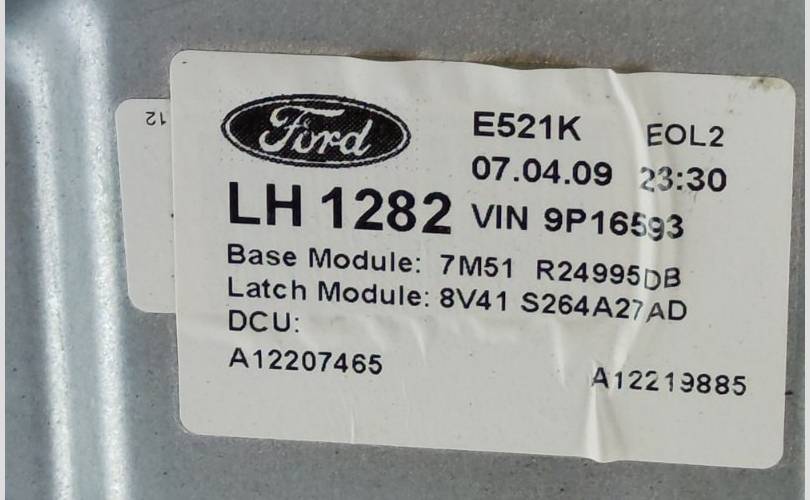 Ford
E521K EOL2
07.04.09 23:30
LH 1282 VIN 9P16593
Base Module: 7M51 R24995DB
Latch Module: 8V41 S264A27AD
DCU:
A12207465 A12219885
12